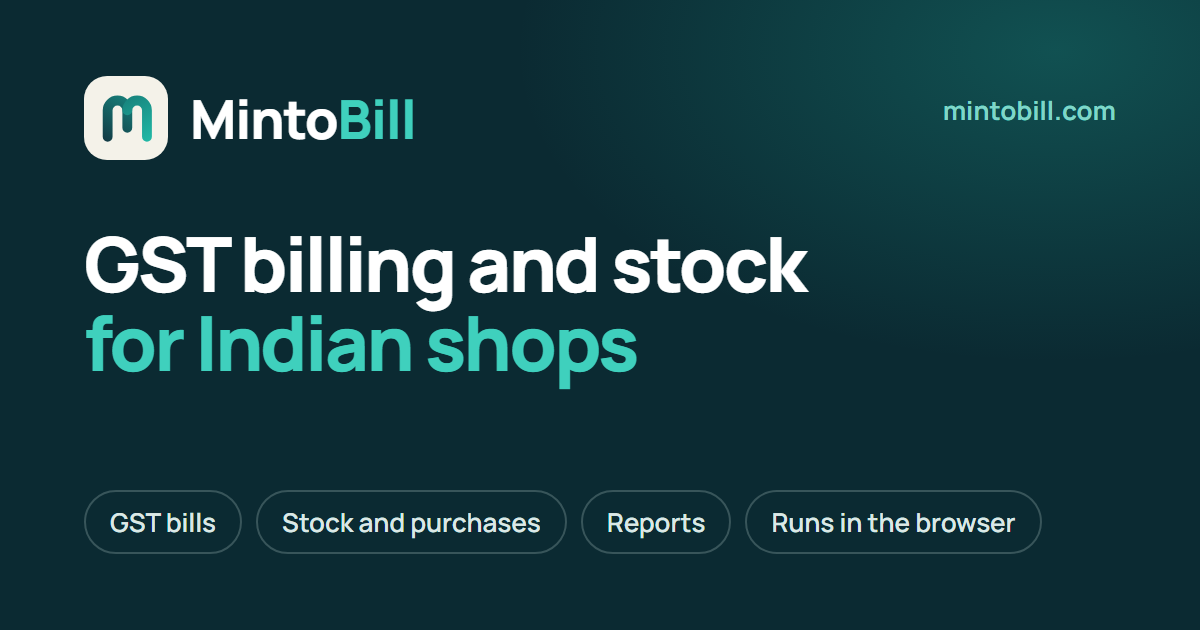 MintoBill
mintobill.com
GST billing and stock
for Indian shops
GST bills
Stock and purchases
Reports
Runs in the browser